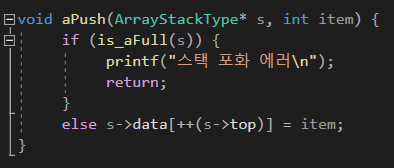 void aPush(ArrayStackType* s, int item) {
if (is_aFull(s)) {
printf("스택 포화 에러\n");
return;
}
else s->data[++(s->top)] = item;
}